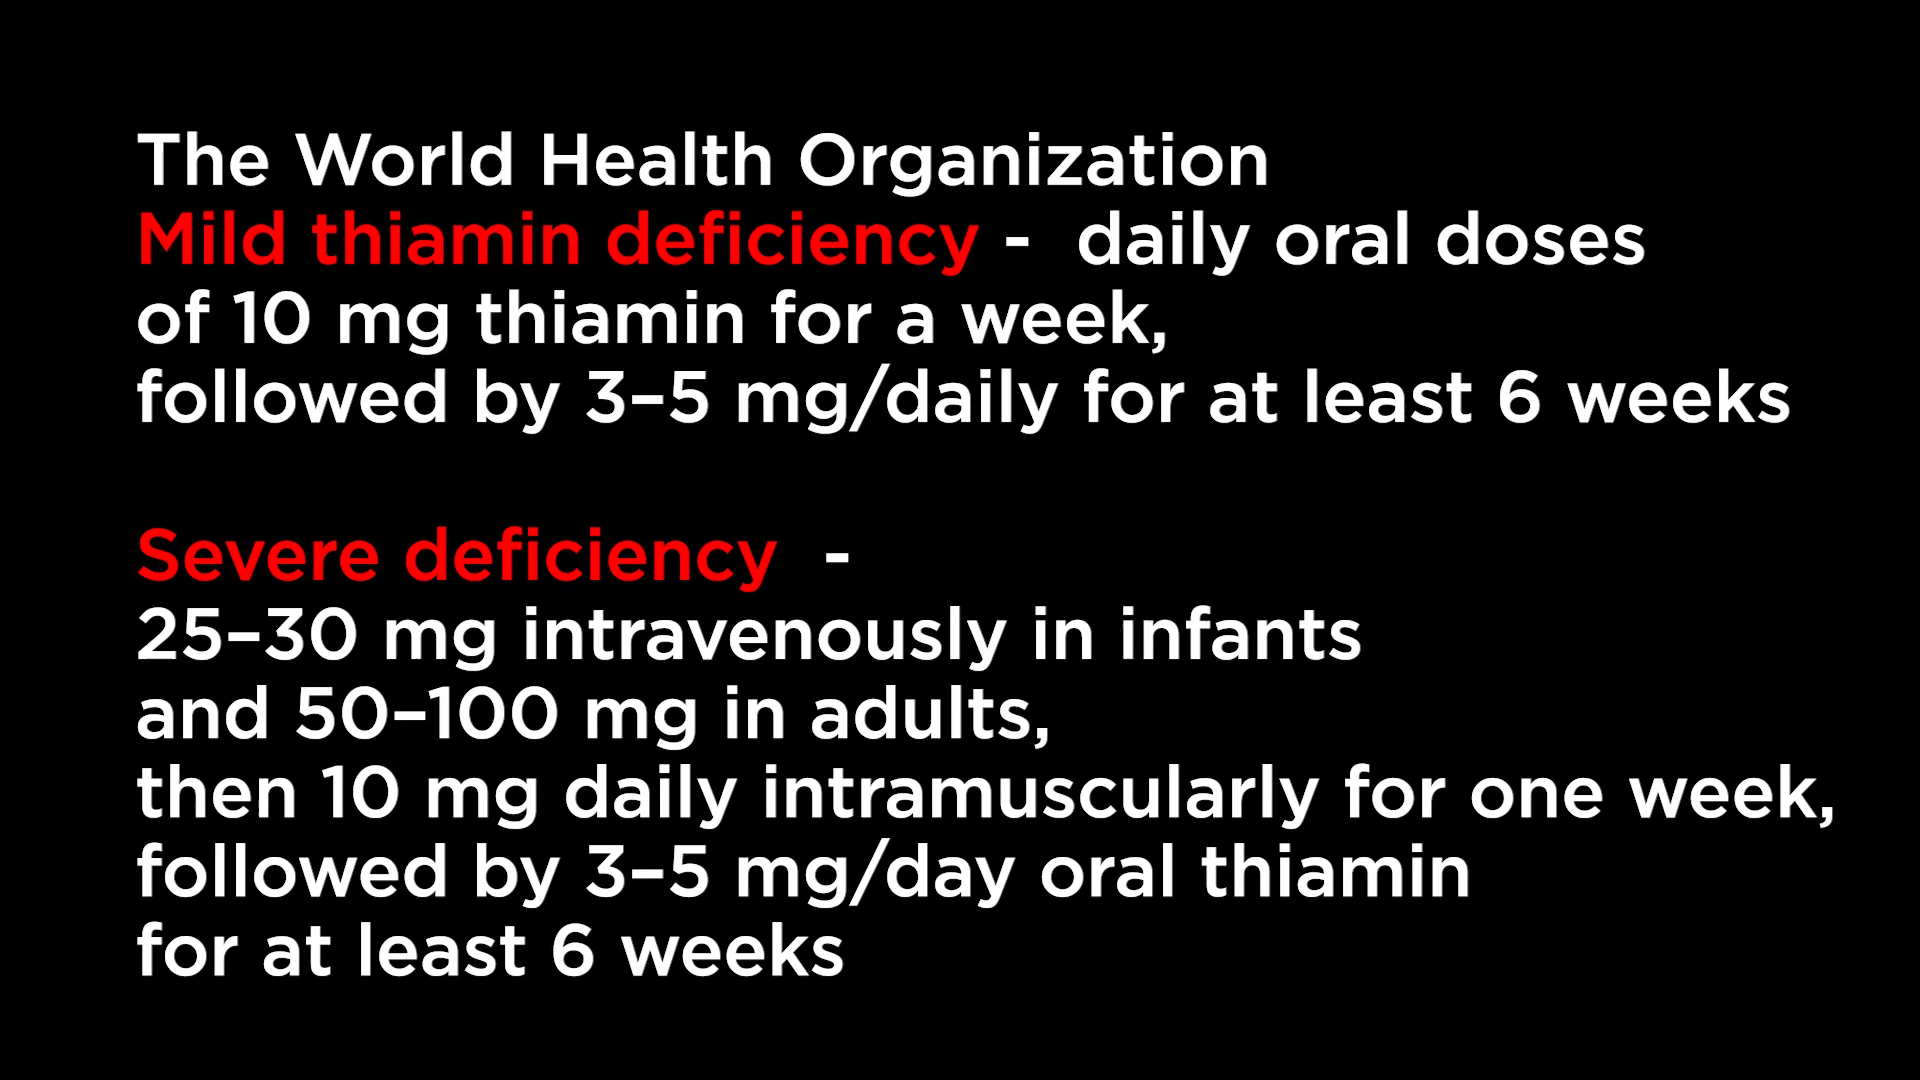 The World Health Organization
Mild thiamin deficiency - daily oral doses
of 10 mg thiamin for a week,
followed by 3–5 mg/daily for at least 6 weeks
Severe deficiency -
25–30 mg intravenously in infants
and 50–100 mg in adults,
then 10 mg daily intramuscularly for one week,
followed by 3–5 mg/day oral thiamin
for at least 6 weeks